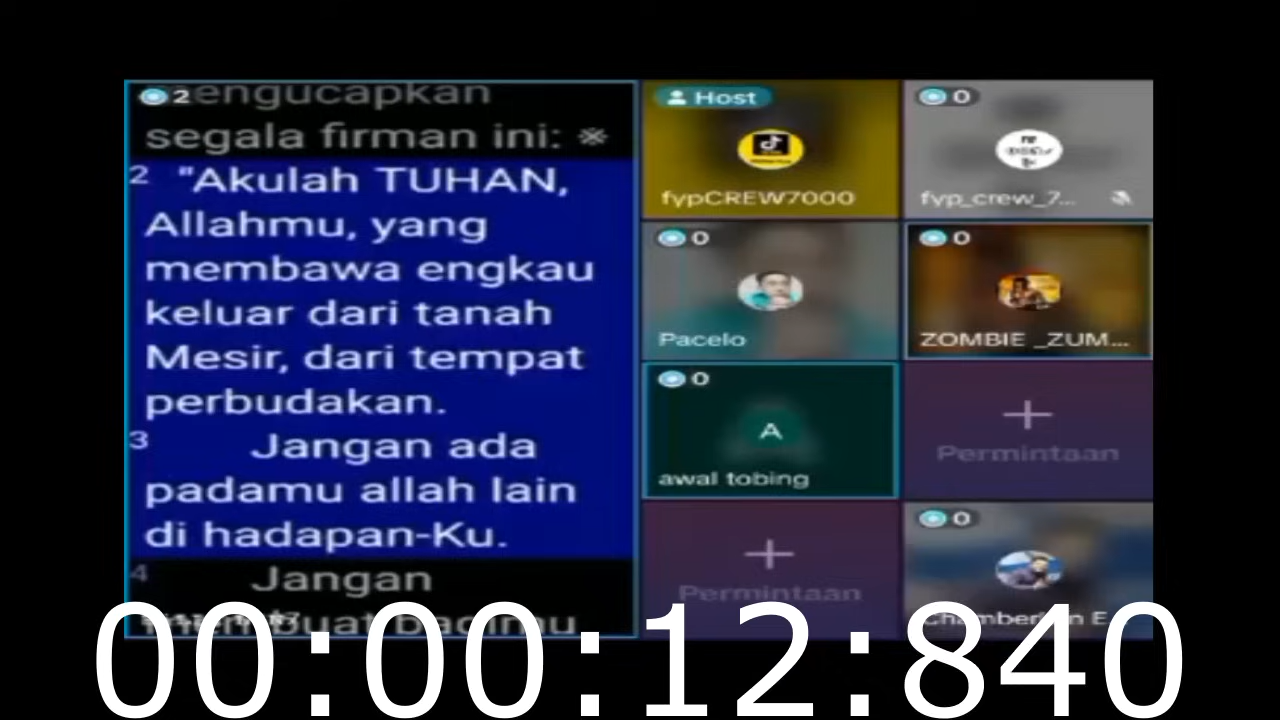 2
engucapkan
segala firman ini: ※
2 "Akulah TUHAN,
Allahmu, yang
membawa engkau
keluar dari tanah
Mesir, dari tempat
perbudakan.
3 Jangan ada
padamu allah lain
di hadapan-Ku.
4 Jangan
membuat bagimu
Host
fypCREW7000
0
fyp_crew_7...
0
Pacelo
0
ZOMBIE _ZUM...
0
A
awal tobing
+
Permintaan
+
Permintaan
0
E...
00:00:12:840